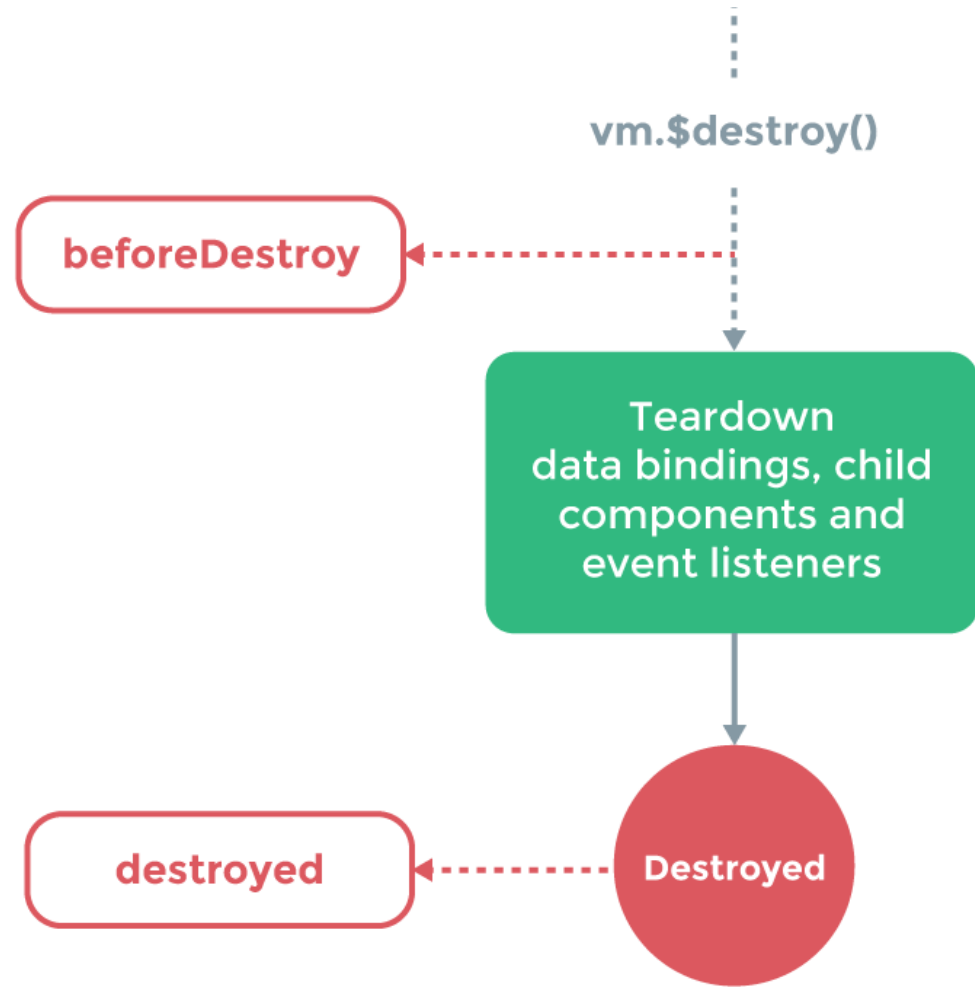 vm.$destroy()
beforeDestroy
Teardown
data bindings, child
components and
event listeners
Destroyed
destroyed